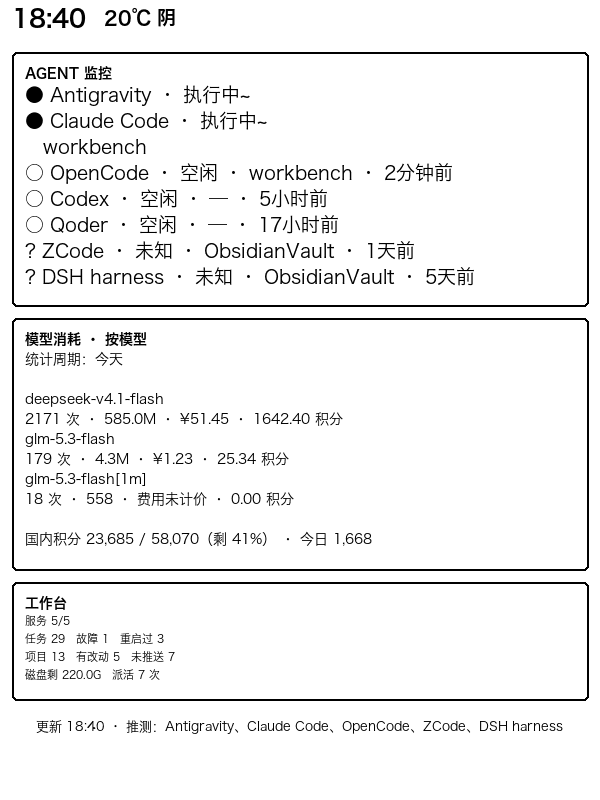 18:40 20℃ 阴
AGENT 监控
● Antigravity · 执行中~
● Claude Code · 执行中~
workbench
○ OpenCode · 空闲 · workbench · 2分钟前
○ Codex · 空闲 · — · 5小时前
○ Qoder · 空闲 · — · 17小时前
? ZCode · 未知 · ObsidianVault · 1天前
? DSH harness · 未知 · ObsidianVault · 5天前
模型消耗 · 按模型
统计周期：今天
deepseek-v4.1-flash
2171 次 · 585.0M · ¥51.45 · 1642.40 积分
glm-5.3-flash
179 次 · 4.3M · ¥1.23 · 25.34 积分
glm-5.3-flash[1m]
18 次 · 558 · 费用未计价 · 0.00 积分
国内积分 23,685 / 58,070（剩 41%） · 今日 1,668
工作台
服务 5/5
任务 29 故障 1 重启过 3
项目 13 有改动 5 未推送 7
磁盘剩 220.0G 派活 7 次
更新 18:40 · 推测：Antigravity、Claude Code、OpenCode、ZCode、DSH harness